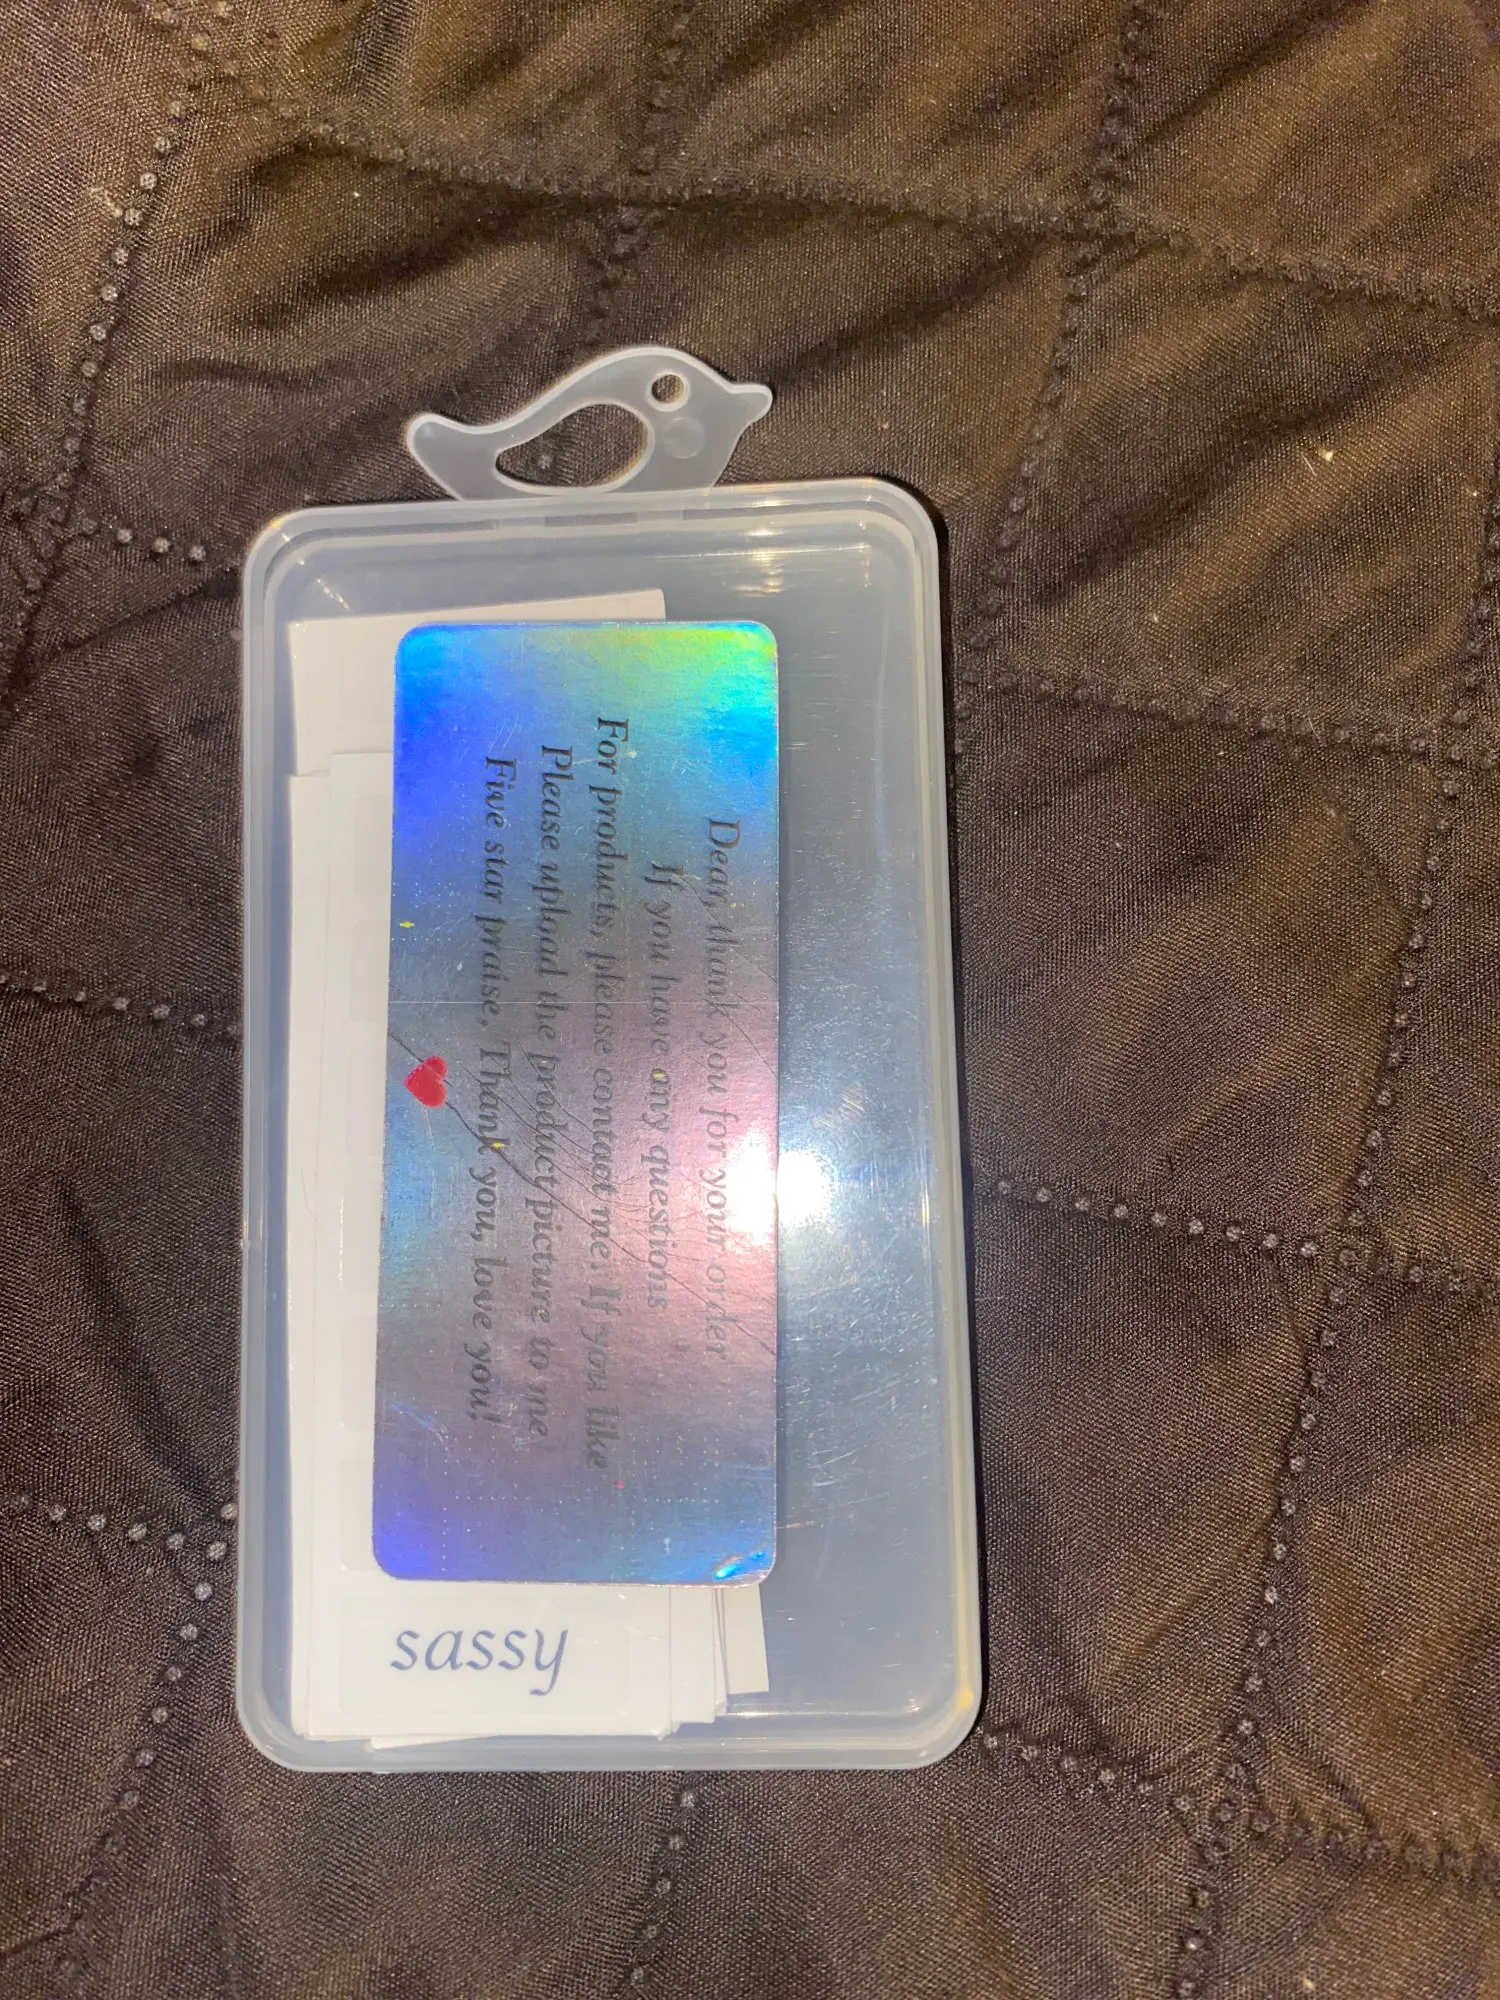 Dear, thank you for your order
If you have any questions
For products, please contact me. If you like
Please upload the product picture to me
Five star praise, Thank you, love you!
sassy